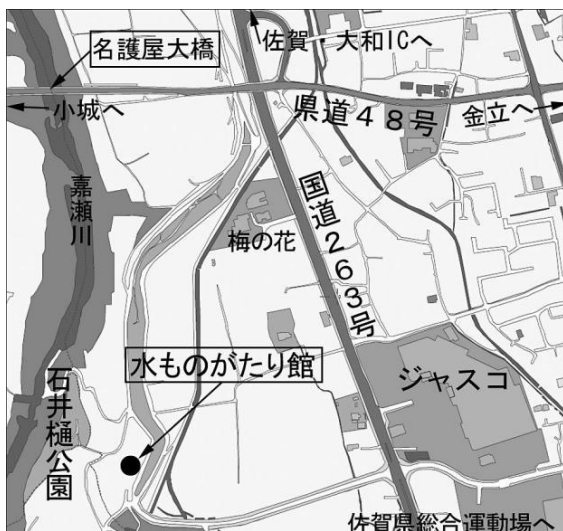 佐賀・大和ICへ
名護屋大橋
小城へ
県道48号
金立へ
嘉瀬川
国道263号
梅の花
水ものがたり館
ジャスコ
石井樋公園
佐賀県総合運動場へ